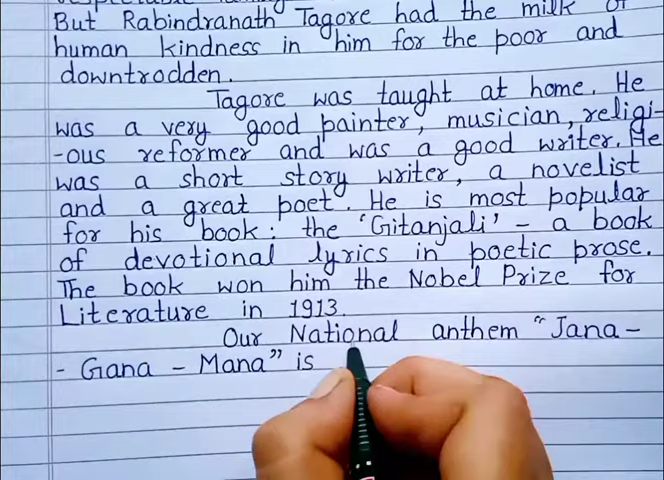 But Rabindranath Tagore had the milk of
human kindness in him for the poor and
downtrodden.
Tagore was taught at home. He
was a very good painter, musician, religi-
-ous reformer and was a good writer. He
was a short story writer, a novelist
and a great poet. He is most popular
for his book: the 'Gitanjali' - a book
of devotional lyrics in poetic prose.
The book won him the Nobel Prize for
Literature in 1913.
Our National anthem "Jana-
- Gana - Mana" is